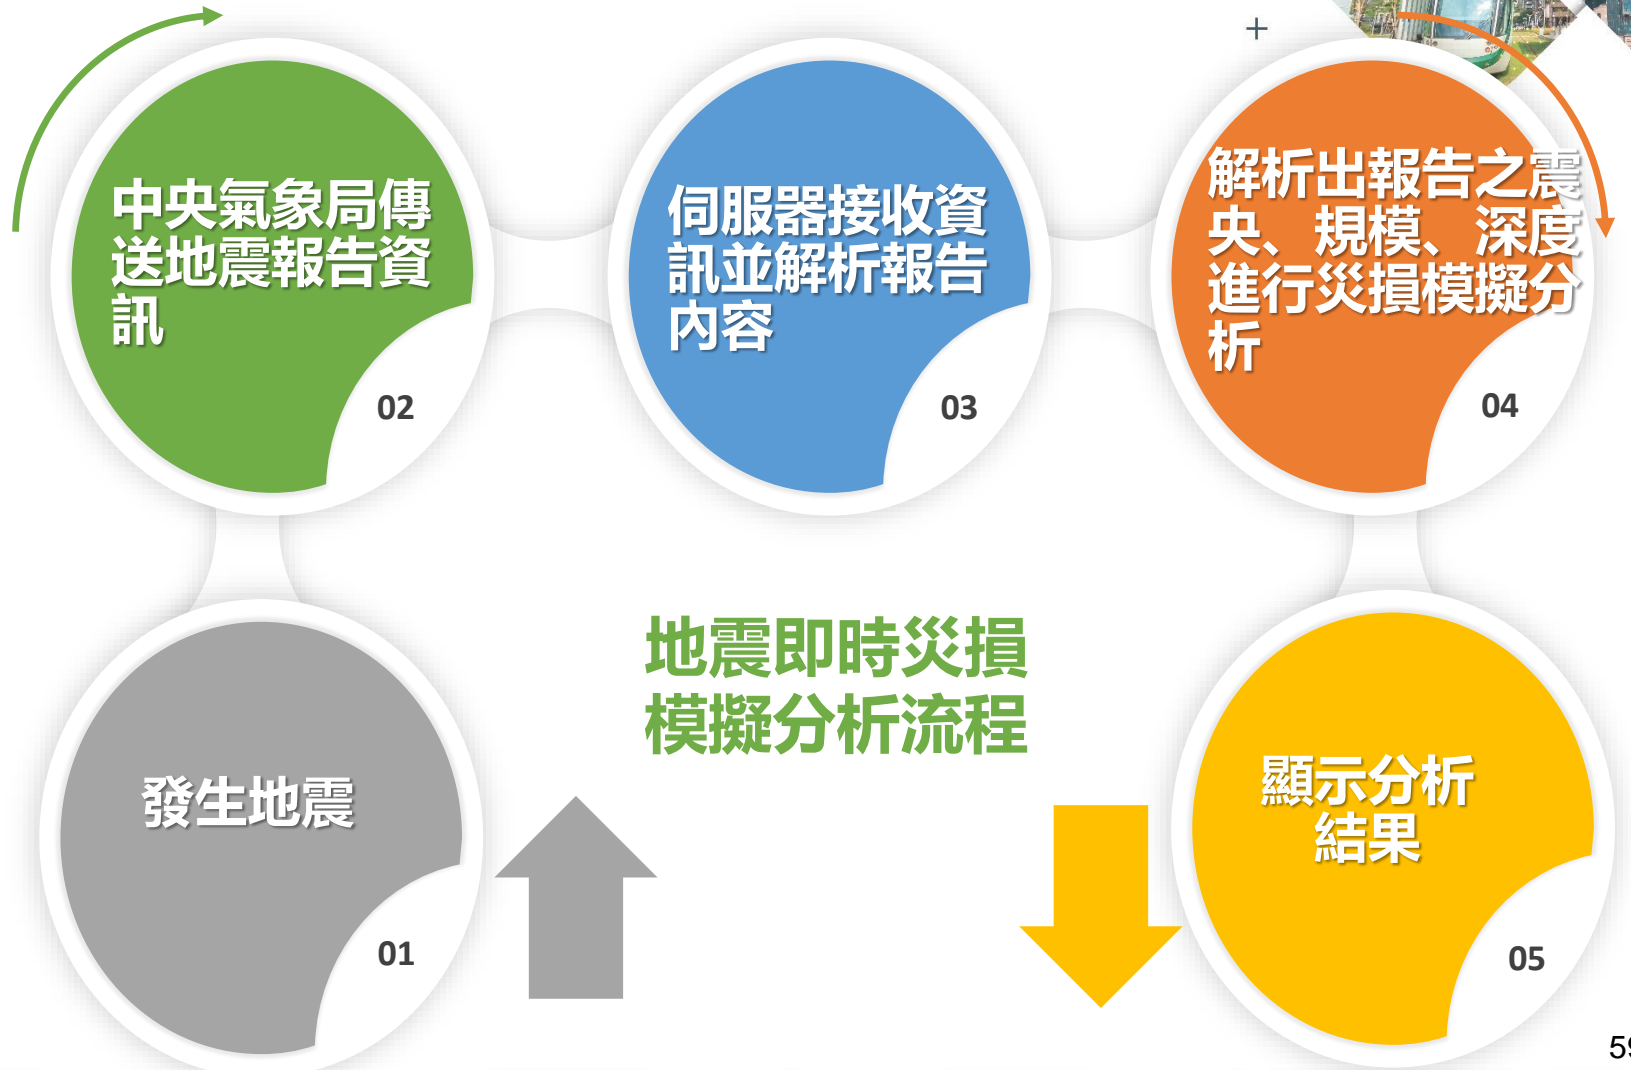 中央氣象局傳
送地震報告資
訊
02
伺服器接收資
訊並解析報告
內容
03
解析出報告之震
央、規模、深度
進行災損模擬分
析
04
地震即時災損
模擬分析流程
發生地震
01
顯示分析
結果
05
59